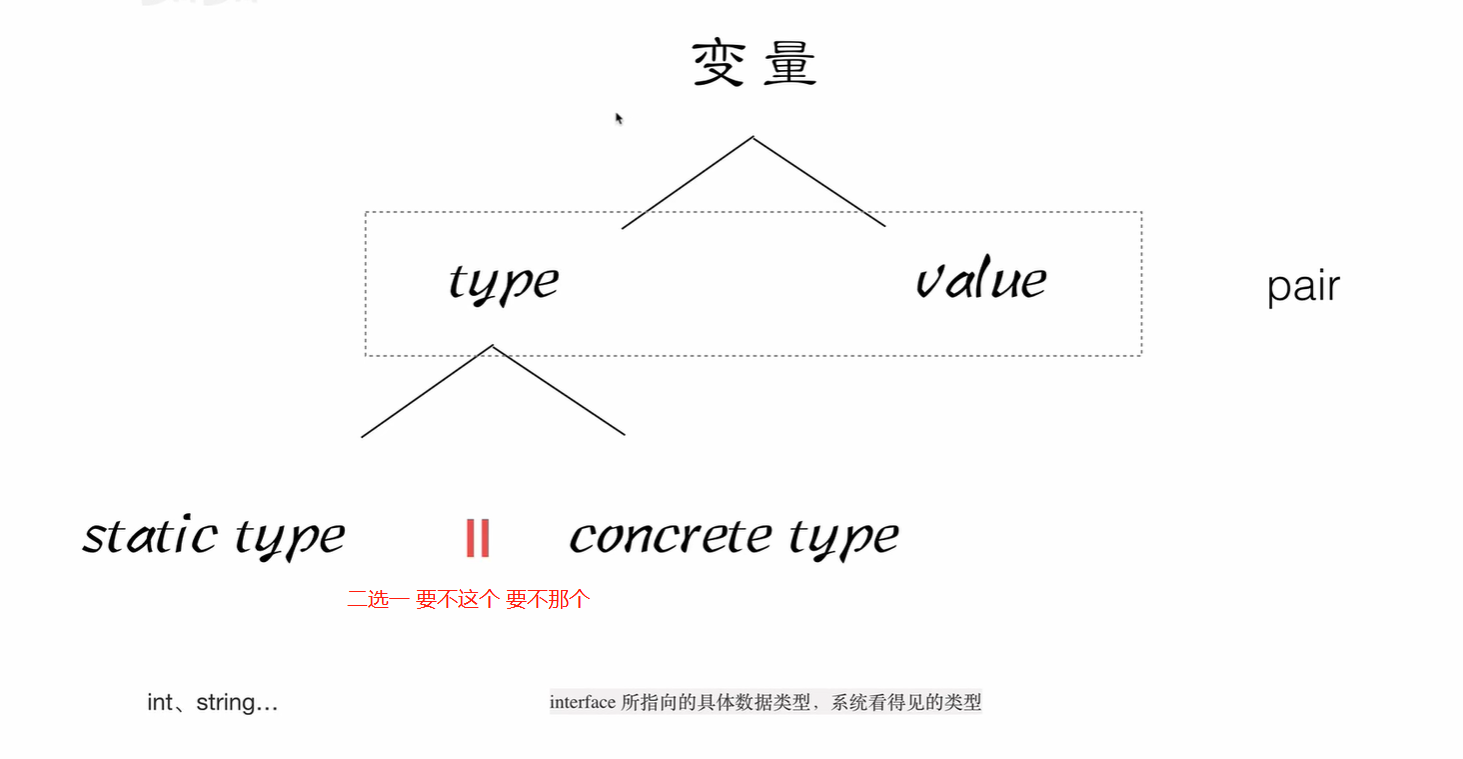 变量
type value pair
static type || concrete type
二选一 要不这个 要不那个
int、string... interface 所指向的具体数据类型，系统看得见的类型